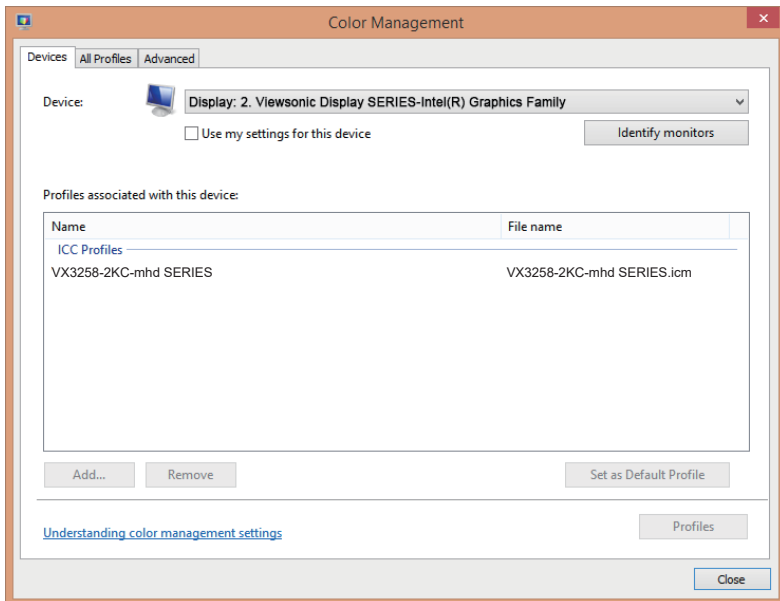 Color Management
Devices All Profiles Advanced
Device: Display: 2. Viewsonic Display SERIES-Intel(R) Graphics Family
Use my settings for this device Identify monitors
Profiles associated with this device:
Name File name
ICC Profiles
VX3258-2KC-mhd SERIES VX3258-2KC-mhd SERIES.icm
Add... Remove Set as Default Profile
Understanding color management settings Profiles
Close